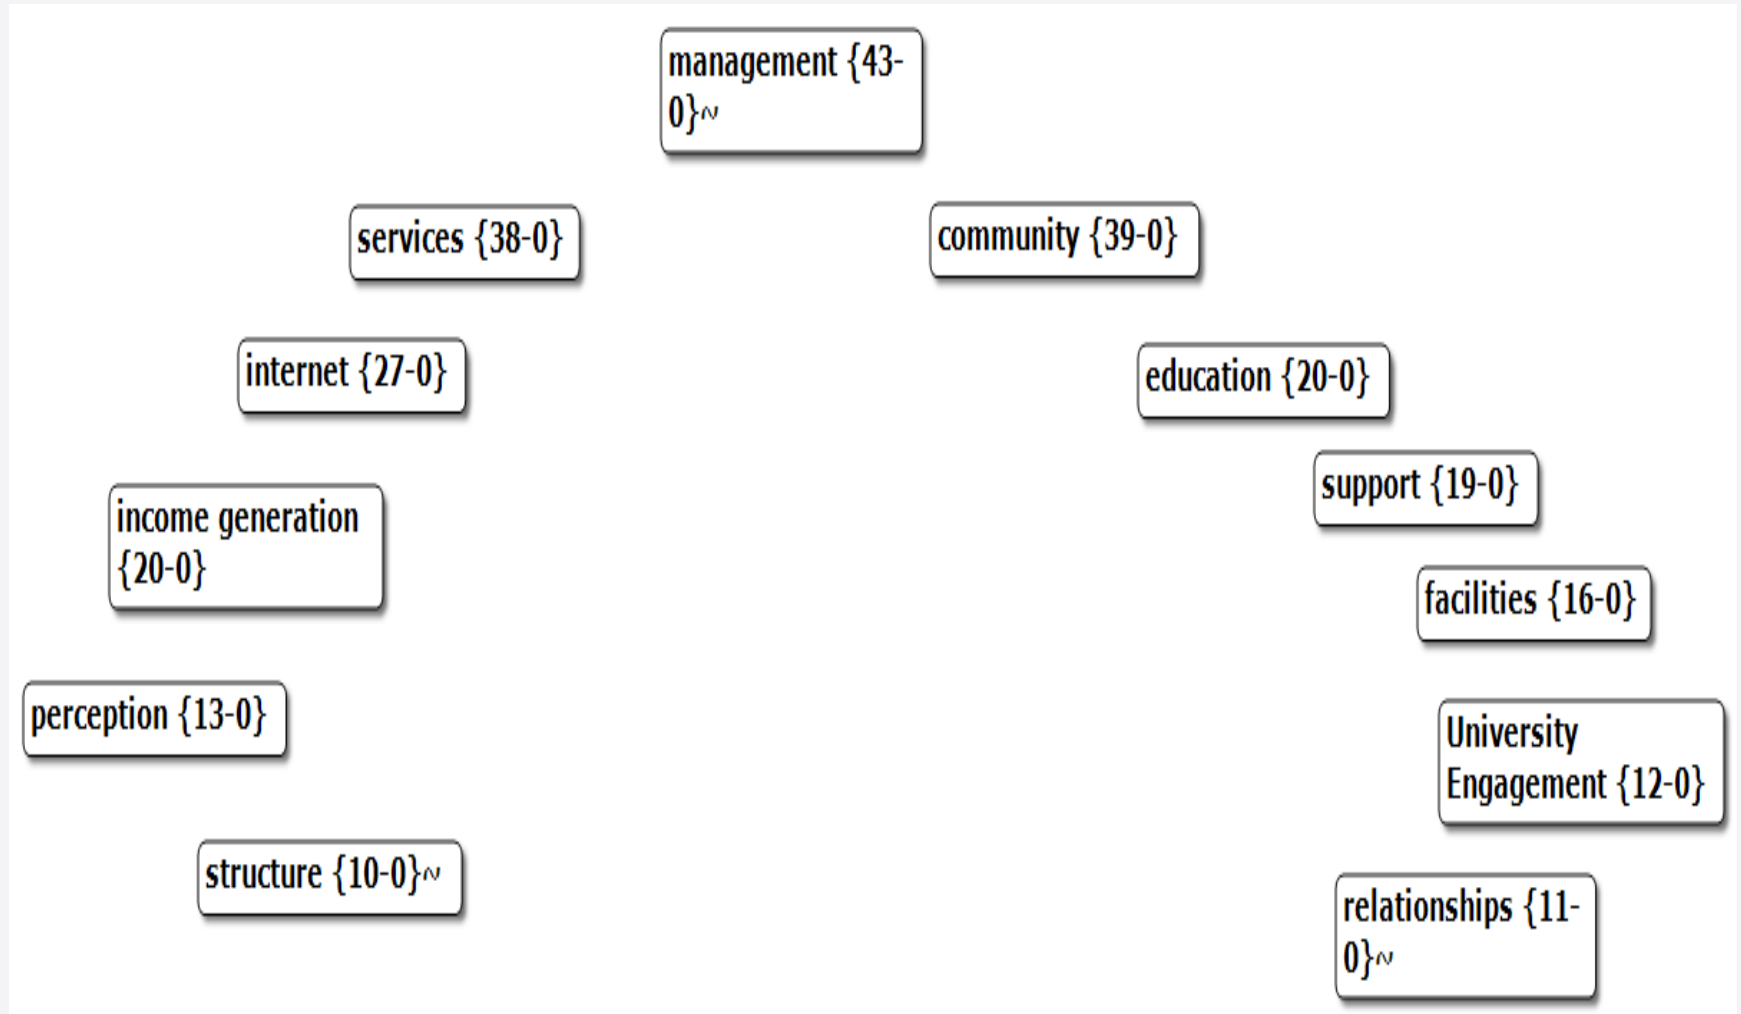 management {43-
0}~
services {38-0}
community {39-0}
internet {27-0}
education {20-0}
support {19-0}
income generation
{20-0}
facilities {16-0}
perception {13-0}
University
Engagement {12-0}
structure {10-0}~
relationships {11-
0}~